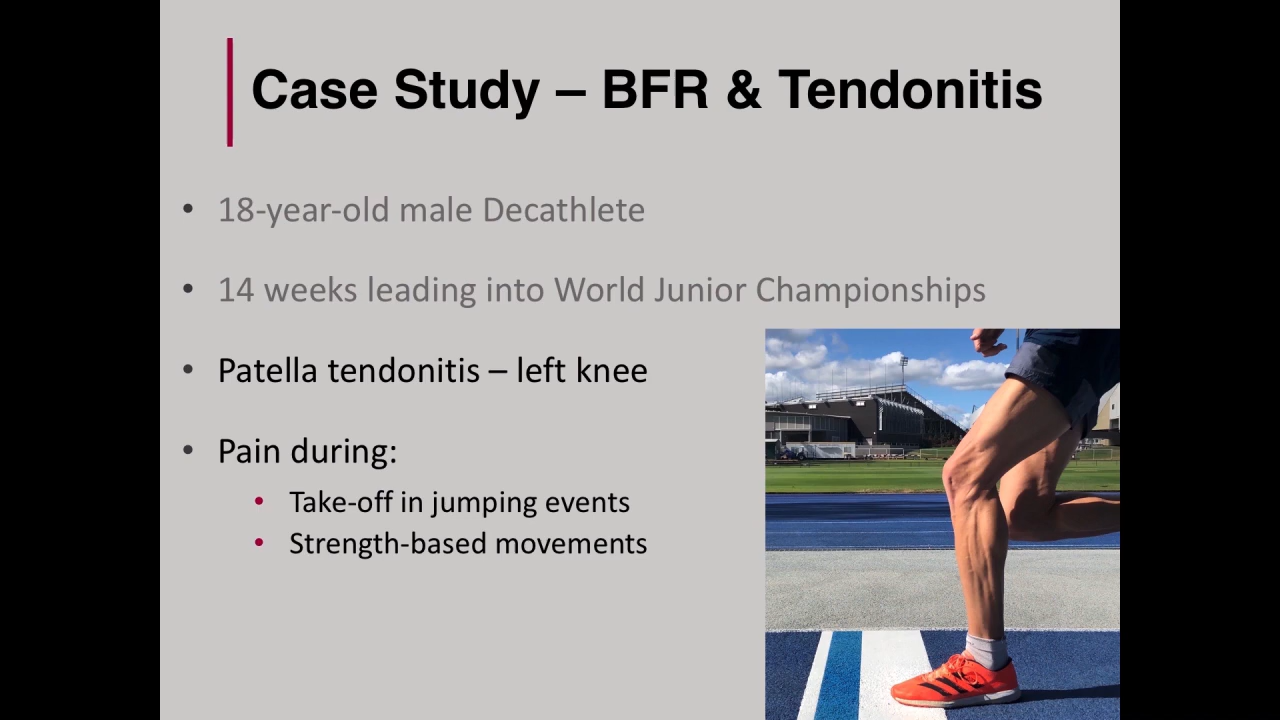 Case Study – BFR & Tendonitis
• 18-year-old male Decathlete
• 14 weeks leading into World Junior Championships
• Patella tendonitis – left knee
• Pain during:
• Take-off in jumping events
• Strength-based movements